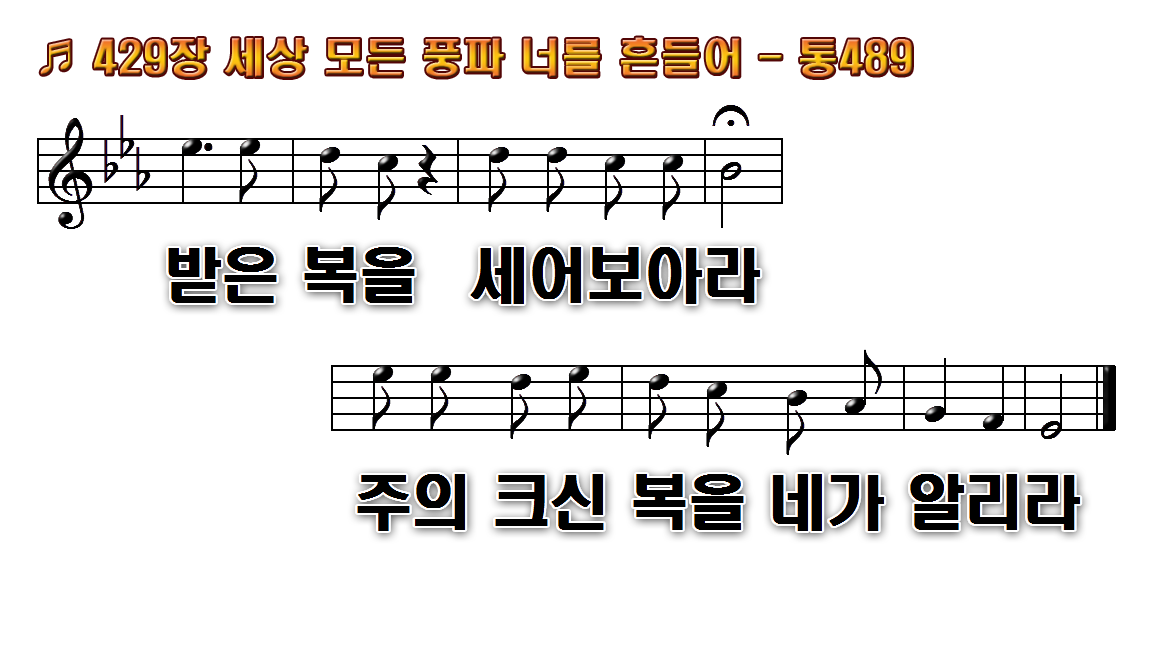 ♬ 429장 세상 모든 풍파 너를 흔들어 - 통489
받은 복을 세어보아라
주의 크신 복을 네가 알리라